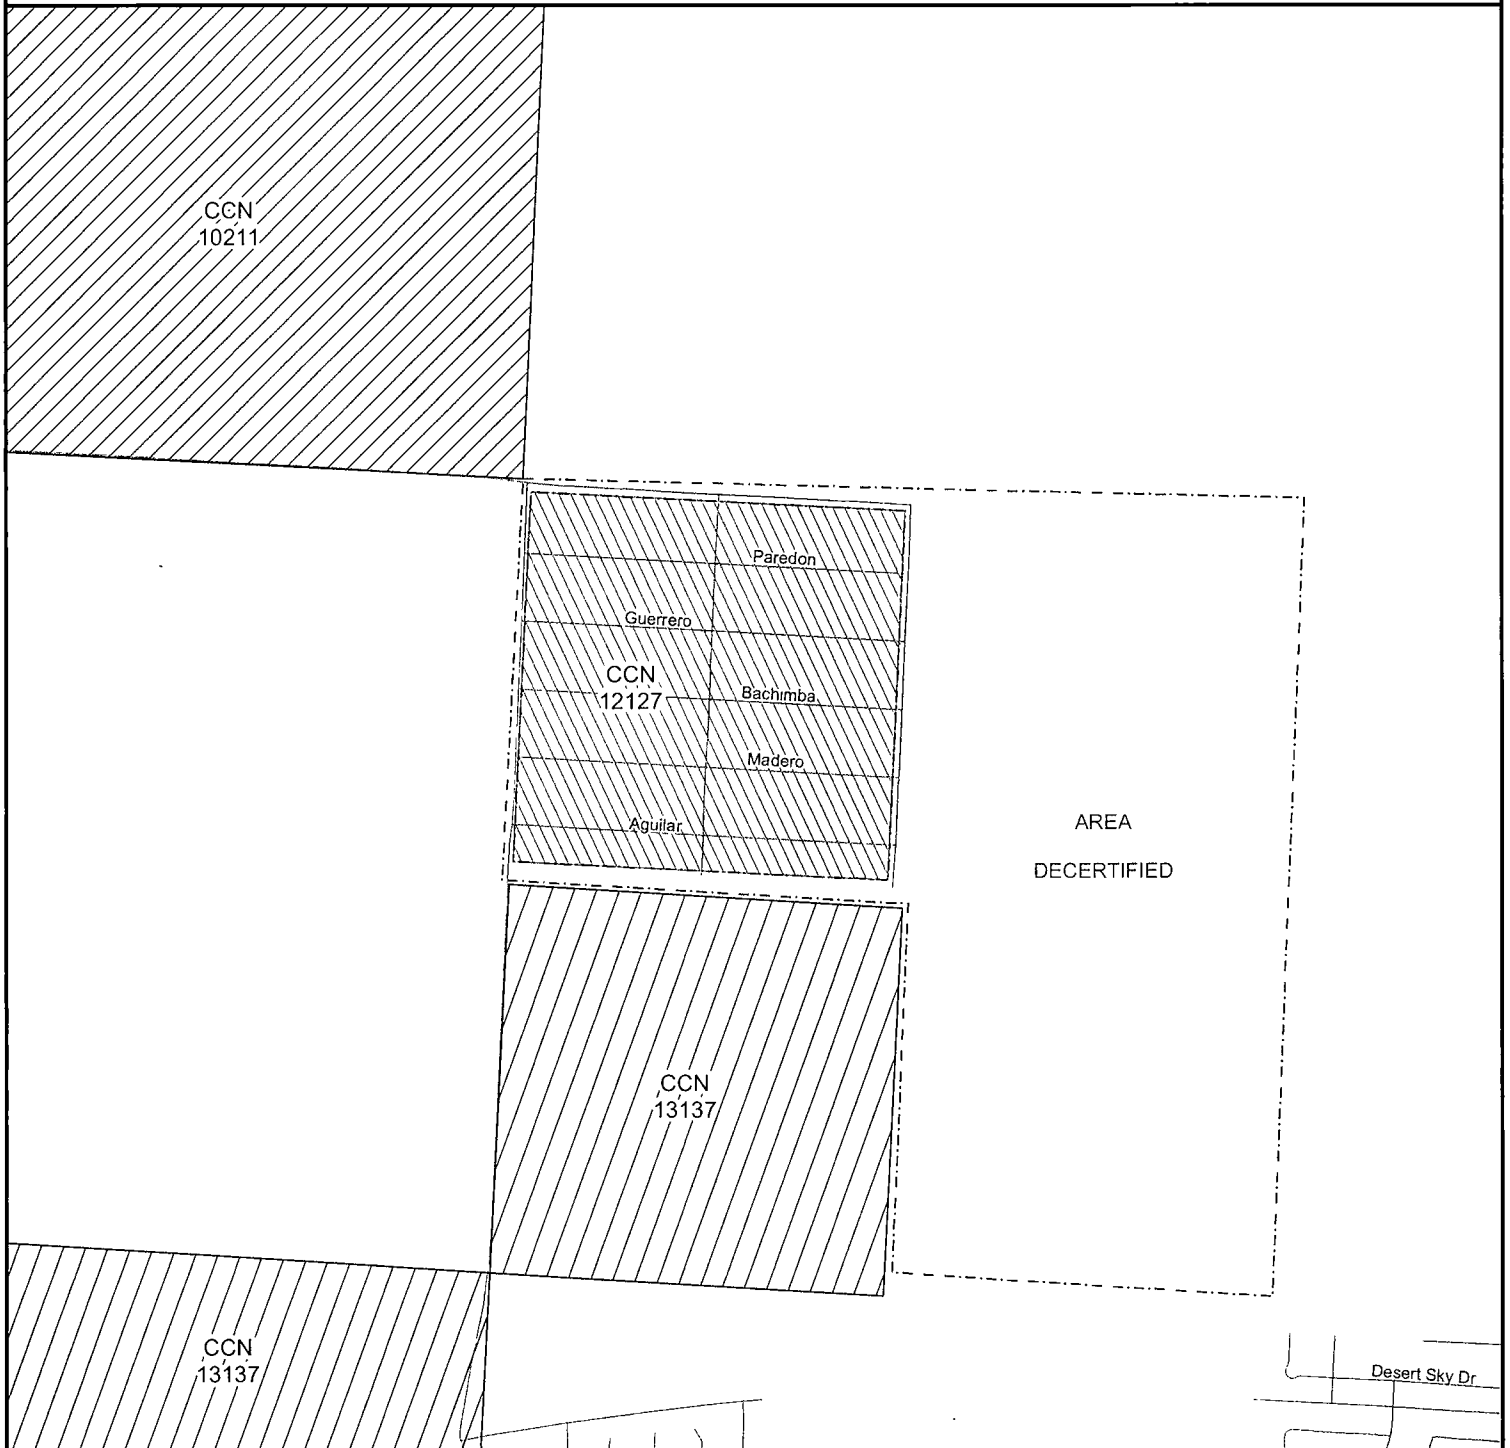 CCN
10211
Paredon
Guerrero
CCN
12127
Bachimba
Madero
Aguilar
AREA
DECERTIFIED
CCN
13137
CCN
13137
Desert Sky Dr